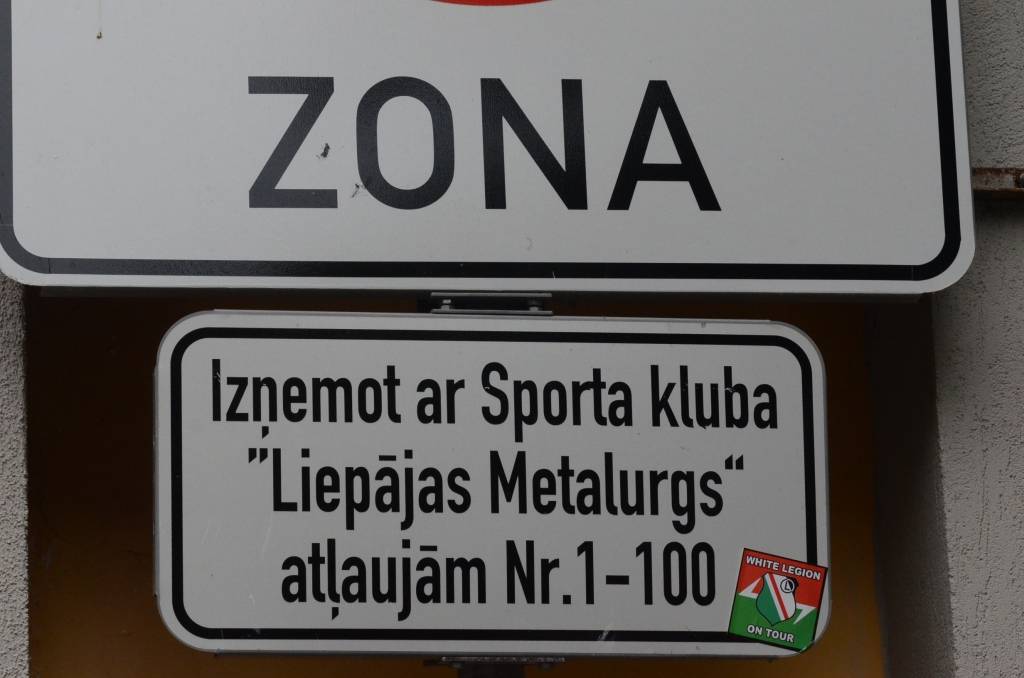 ZONA
Izņemot ar Sporta kluba
”Liepājas Metalurgs“
atļaujām Nr.1-100
WHITE LEGION
L
ON TOUR